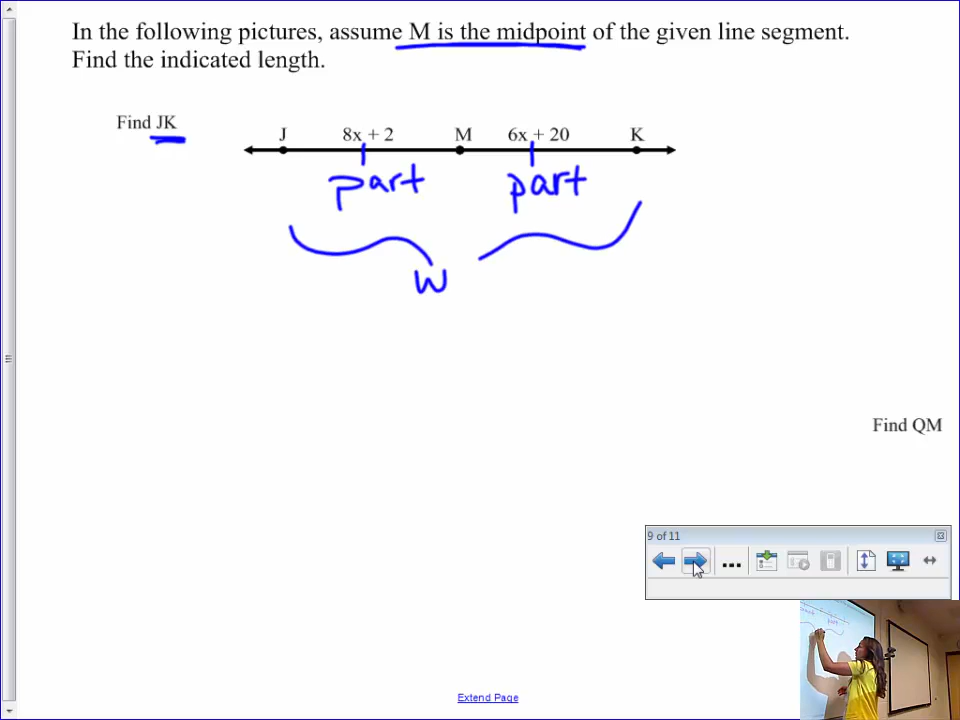 In the following pictures, assume M is the midpoint of the given line segment.
Find the indicated length.
Find JK
J 8x + 2 M 6x + 20 K
part part
W
Find QM
9 of 11
Extend Page